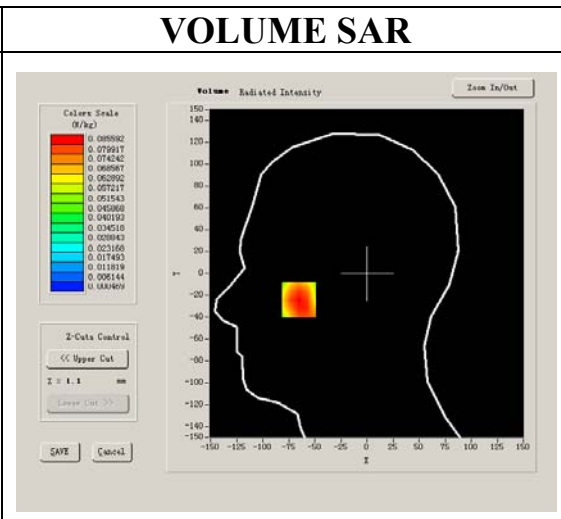 VOLUME SAR
Volume Radiated Intensity
Zoom In/Out
Colors Scale
(W/kg)
0.085592
0.079917
0.074242
0.068567
0.062892
0.057217
0.051543
0.045868
0.040193
0.034518
0.028843
0.023168
0.017493
0.011819
0.006144
0.000469
Z-Cuts Control
<< Upper Cut
Z = 1.1 mm
Lower Cut >>
SAVE
Cancel
150
140
120
100
80
60
40
20
0
-20
-40
-60
-80
-100
-120
-140
-150
Y
-150 -125 -100 -75 -50 -25 0 25 50 75 100 125 150
X